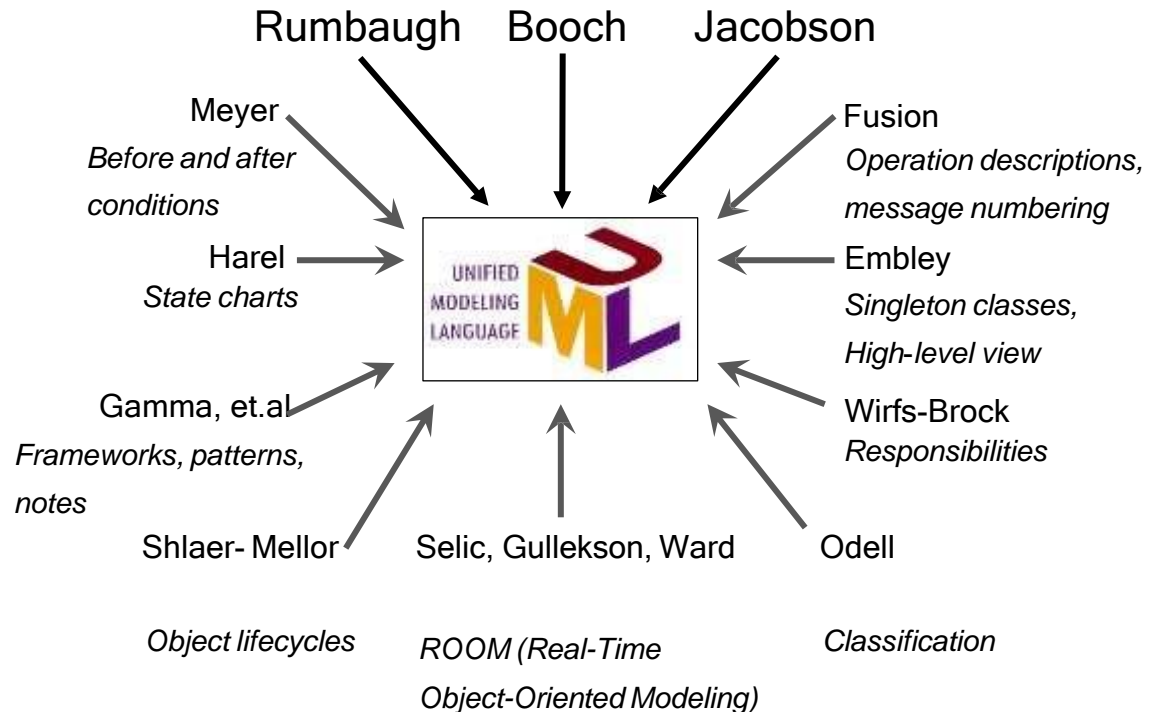 Rumbaugh Booch Jacobson
Meyer
Before and after
conditions
Fusion
Operation descriptions,
message numbering
Harel
State charts
UNIFIED
MODELING
LANGUAGE
UML
Embley
Singleton classes,
High-level view
Gamma, et.al
Frameworks, patterns,
notes
Wirfs-Brock
Responsibilities
Shlaer- Mellor
Object lifecycles
Selic, Gullekson, Ward
ROOM (Real-Time
Object-Oriented Modeling)
Odell
Classification